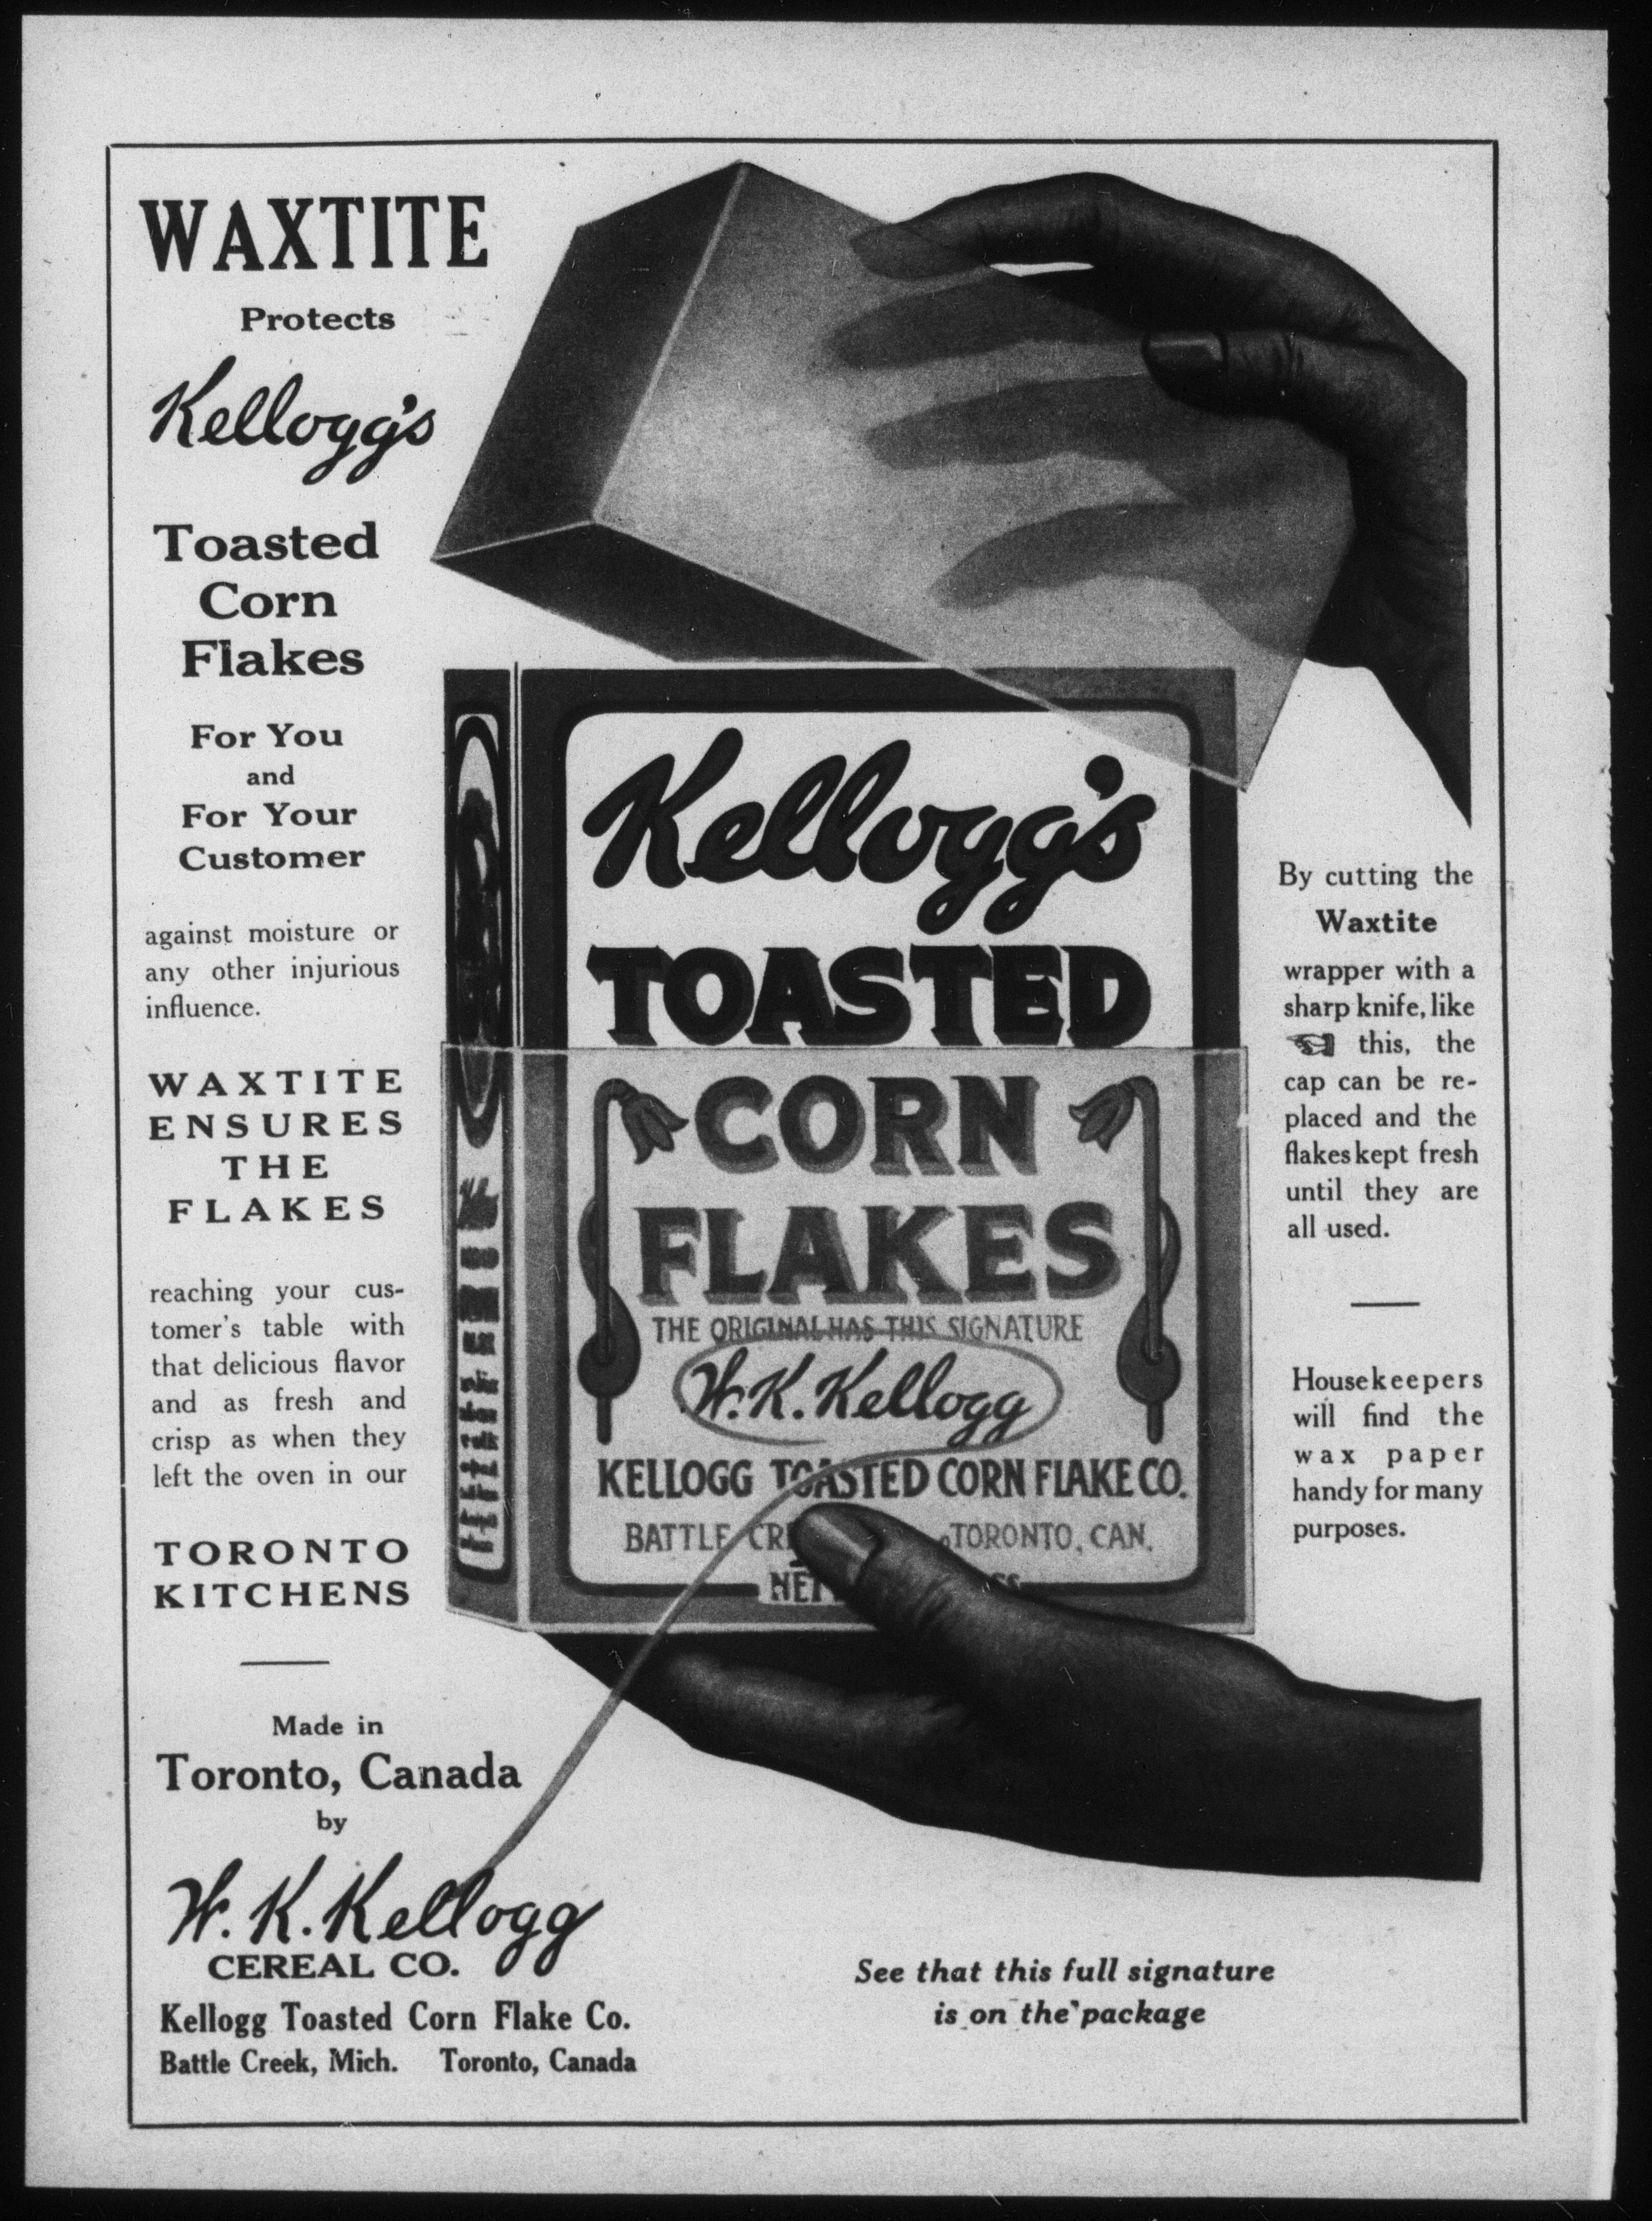 WAXTITE
Protects
Kellogg's
Toasted
Corn
Flakes
For You
and
For Your
Customer
against moisture or
any other injurious
influence.
WAXTITE
ENSURES
THE
FLAKES
reaching your cus-
tomer's table with
that delicious flavor
and as fresh and
crisp as when they
left the oven in our
TORONTO
KITCHENS
Made in
Toronto, Canada
by
W. K. Kellogg
CEREAL CO.
Kellogg Toasted Corn Flake Co.
Battle Creek, Mich. Toronto, Canada
Kellogg's
TOASTED
CORN
FLAKES
THE ORIGINAL HAS THIS SIGNATURE
W. K. Kellogg
KELLOGG TOASTED CORN FLAKE CO.
BATTLE TORONTO, CAN.
By cutting the
Waxtite
wrapper with a
sharp knife, like
☜ this, the
cap can be re-
placed and the
flakes kept fresh
until they are
all used.
Housekeepers
will find the
wax paper
handy for many
purposes.
See that this full signature
is on the package